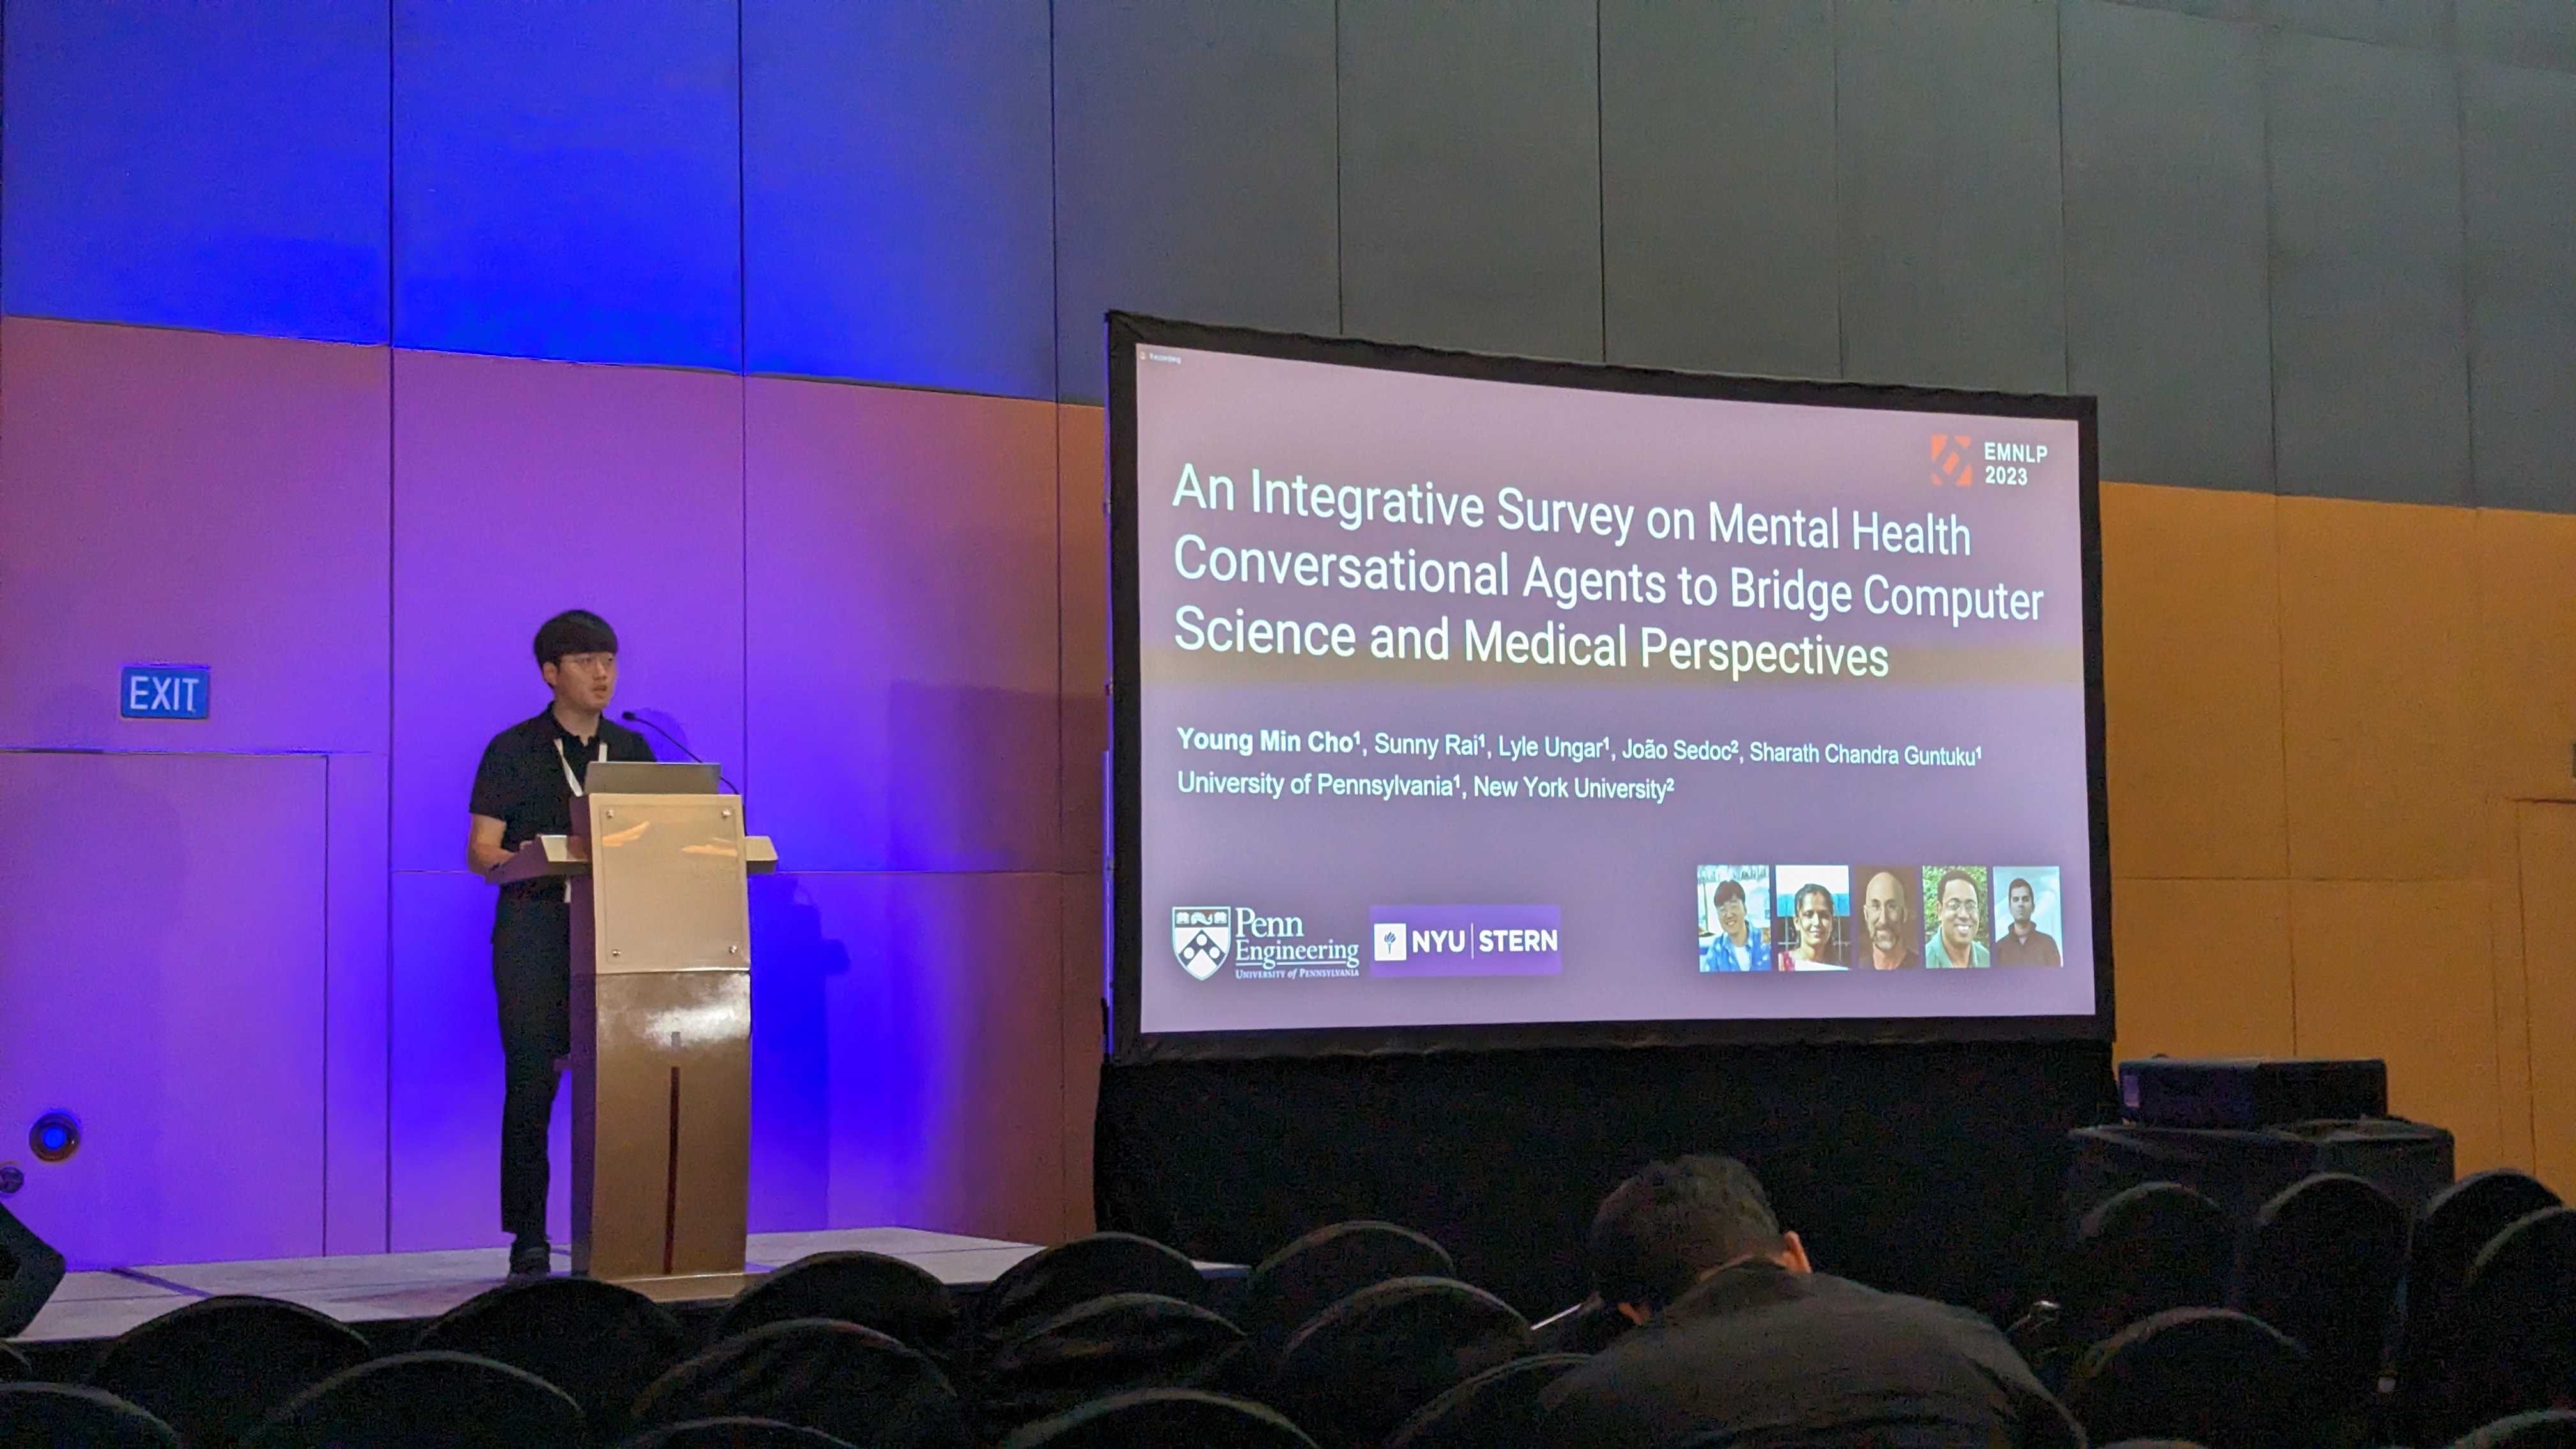 Recording
EMNLP
2023
An Integrative Survey on Mental Health
Conversational Agents to Bridge Computer
Science and Medical Perspectives
Young Min Cho¹, Sunny Rai¹, Lyle Ungar¹, João Sedoc², Sharath Chandra Guntuku¹
University of Pennsylvania¹, New York University²
Penn
Engineering
UNIVERSITY of PENNSYLVANIA
NYU | STERN
EXIT